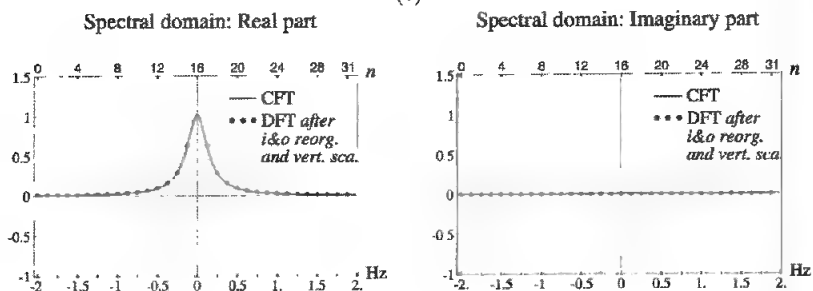 Spectral domain: Real part
0 4 8 12 16 20 24 28 31 n
1.5
1
0.5
0
-0.5
-1
CFT
DFT after
i&o reorg.
and vert. sca.
-2 -1.5 -1 -0.5 0 0.5 1. 1.5 2. Hz
Spectral domain: Imaginary part
0 4 8 12 16 20 24 28 31 n
1.5
1
0.5
0
-0.5
-1
CFT
DFT after
i&o reorg.
and vert. sca.
-2. -1.5 -1. -0.5 0 0.5 1. 1.5 2. Hz